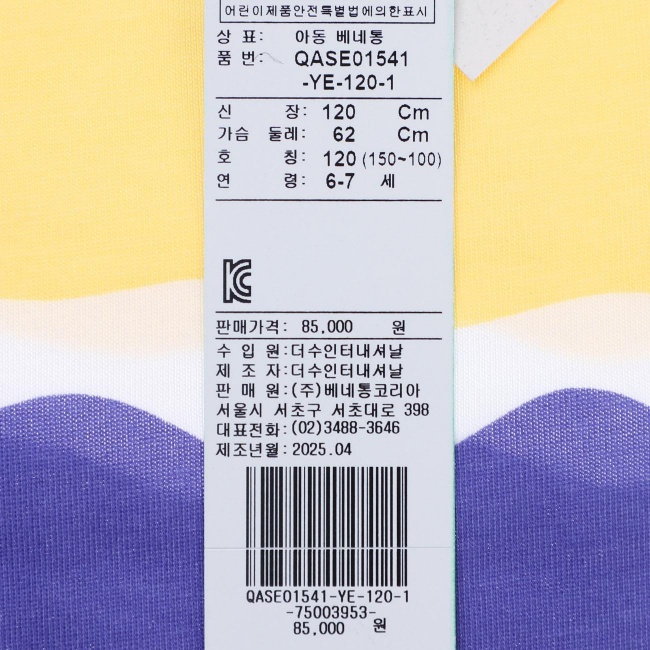 어린이제품안전특별법에의한표시
상 표: 아동 베네통
품 번: QASE01541
-YE-120-1
신 장: 120 Cm
가슴 둘레: 62 Cm
호 칭: 120 (150~100)
연 령: 6-7 세
KC
판매가격: 85,000 원
수 입 원:더수인터내셔날
제 조 자:더수인터내셔날
판 매 원:(주)베네통코리아
서울시 서초구 서초대로 398
대표전화:(02)3488-3646
제조년월:2025.04
QASE01541-YE-120-1
-75003953-
85,000 원